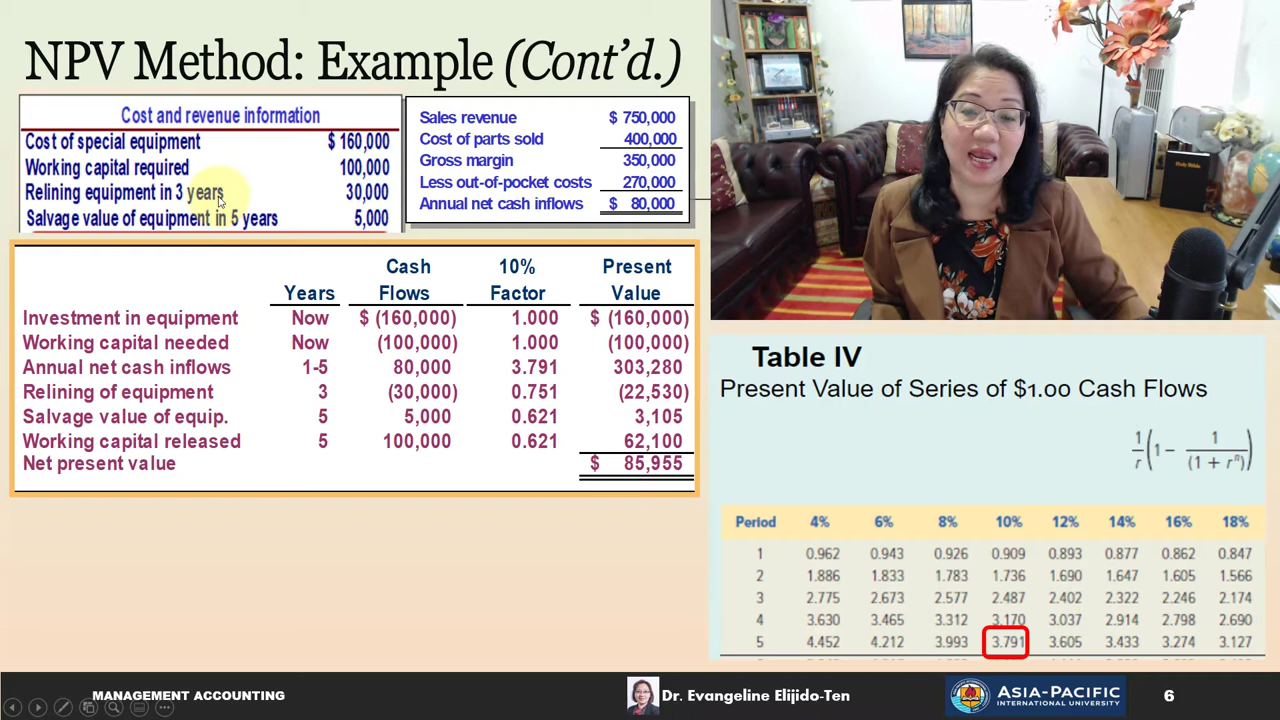 NPV Method: Example (Cont’d.)
Cost and revenue information
Cost of special equipment $ 160,000
Working capital required 100,000
Relining equipment in 3 years 30,000
Salvage value of equipment in 5 years 5,000
Sales revenue $ 750,000
Cost of parts sold 400,000
Gross margin 350,000
Less out-of-pocket costs 270,000
Annual net cash inflows $ 80,000
Cash 10% Present
Years Flows Factor Value
Investment in equipment Now $ (160,000) 1.000 $ (160,000)
Working capital needed Now (100,000) 1.000 (100,000)
Annual net cash inflows 1-5 80,000 3.791 303,280
Relining of equipment 3 (30,000) 0.751 (22,530)
Salvage value of equip. 5 5,000 0.621 3,105
Working capital released 5 100,000 0.621 62,100
Net present value $ 85,955
Holy Bible
Table IV
Present Value of Series of $1.00 Cash Flows
1/r(1 - 1/(1 + rⁿ))
Period 4% 6% 8% 10% 12% 14% 16% 18%
1 0.962 0.943 0.926 0.909 0.893 0.877 0.862 0.847
2 1.886 1.833 1.783 1.736 1.690 1.647 1.605 1.566
3 2.775 2.673 2.577 2.487 2.402 2.322 2.246 2.174
4 3.630 3.465 3.312 3.170 3.037 2.914 2.798 2.690
5 4.452 4.212 3.993 3.791 3.605 3.433 3.274 3.127
MANAGEMENT ACCOUNTING
Dr. Evangeline Elijido-Ten
ASIA-PACIFIC
INTERNATIONAL UNIVERSITY
6